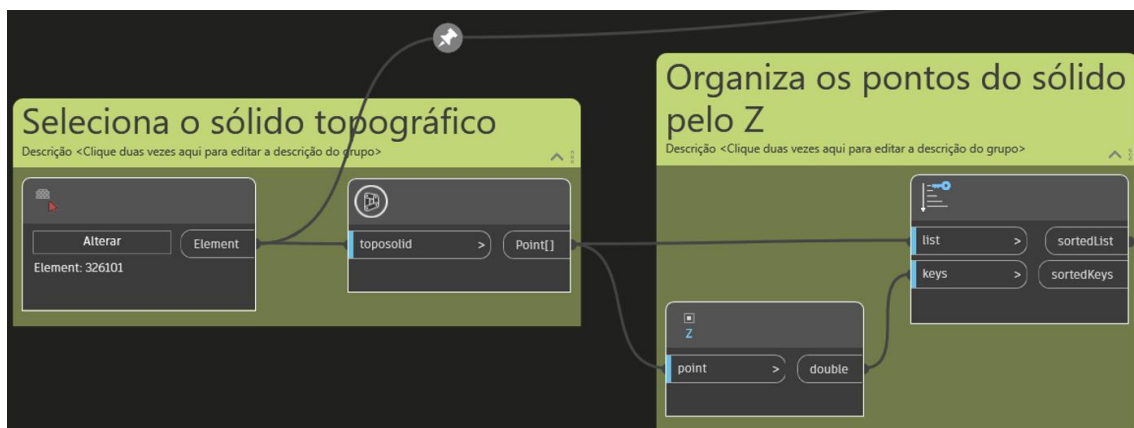 Seleciona o sólido topográfico
Descrição <Clique duas vezes aqui para editar a descrição do grupo>
Alterar
Element
Element: 326101
toposolid >
Point[]
Organiza os pontos do sólido
pelo Z
Descrição <Clique duas vezes aqui para editar a descrição do grupo>
list >
sortedList
keys >
sortedKeys
Z
point >
double